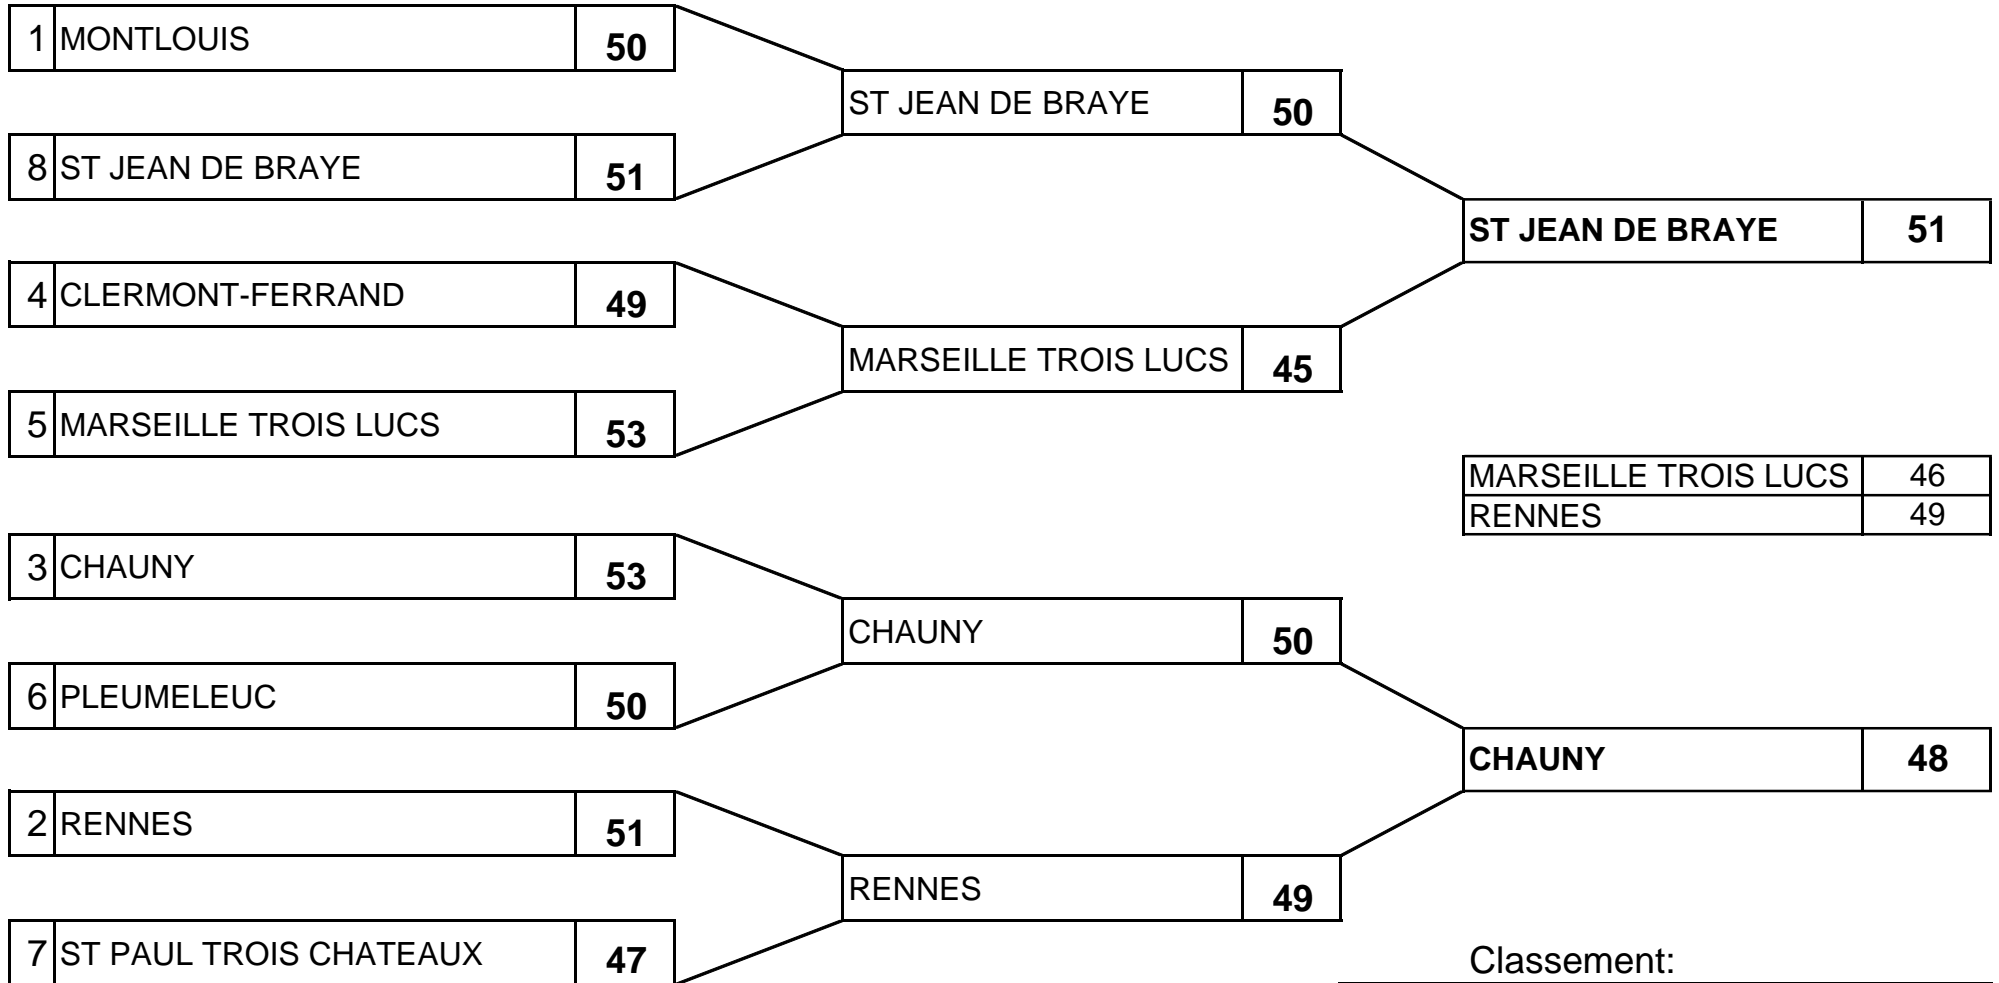 1 MONTLOUIS 50
ST JEAN DE BRAYE 50
8 ST JEAN DE BRAYE 51
ST JEAN DE BRAYE 51
4 CLERMONT-FERRAND 49
MARSEILLE TROIS LUCS 45
5 MARSEILLE TROIS LUCS 53
MARSEILLE TROIS LUCS 46
RENNES 49
3 CHAUNY 53
CHAUNY 50
6 PLEUMELEUC 50
CHAUNY 48
2 RENNES 51
RENNES 49
7 ST PAUL TROIS CHATEAUX 47
Classement: